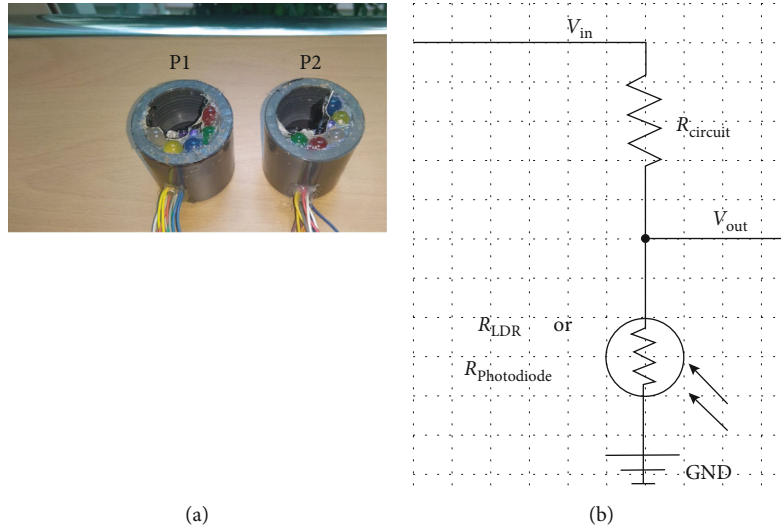 P1
P2
V_in
R_circuit
V_out
R_LDR or
R_Photodiode
GND
(a)
(b)